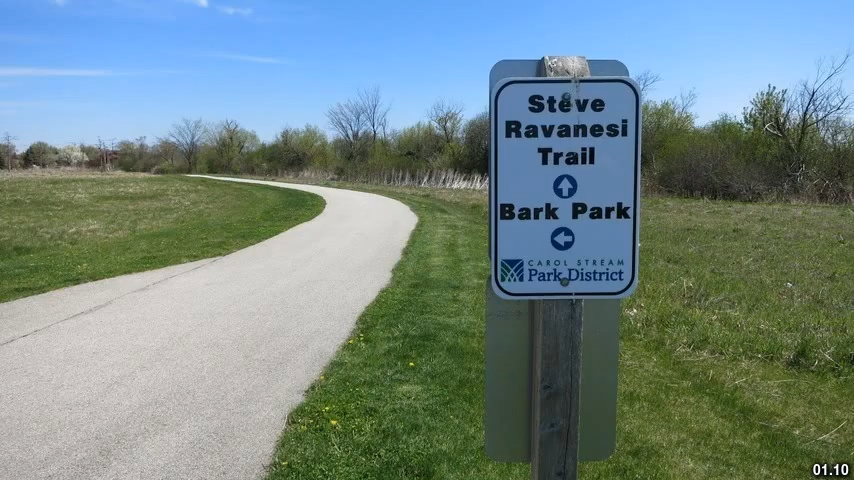 Steve
Ravanesi
Trail
Bark Park
CAROL STREAM
Park District
01.10